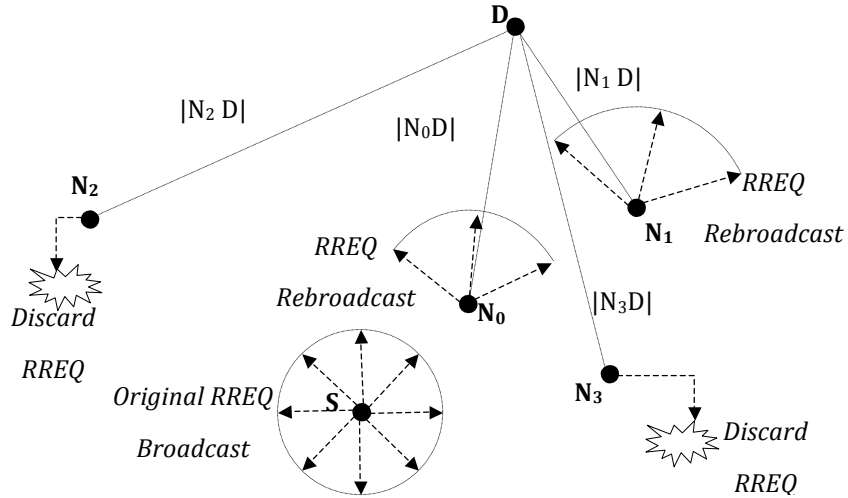 D
|N₁ D|
|N₂ D|
|N₀D|
N₂
RREQ
Rebroadcast
N₁
RREQ
Rebroadcast
N₀
|N₃D|
Discard
RREQ
N₃
Original RREQ
Broadcast
S
Discard
RREQ